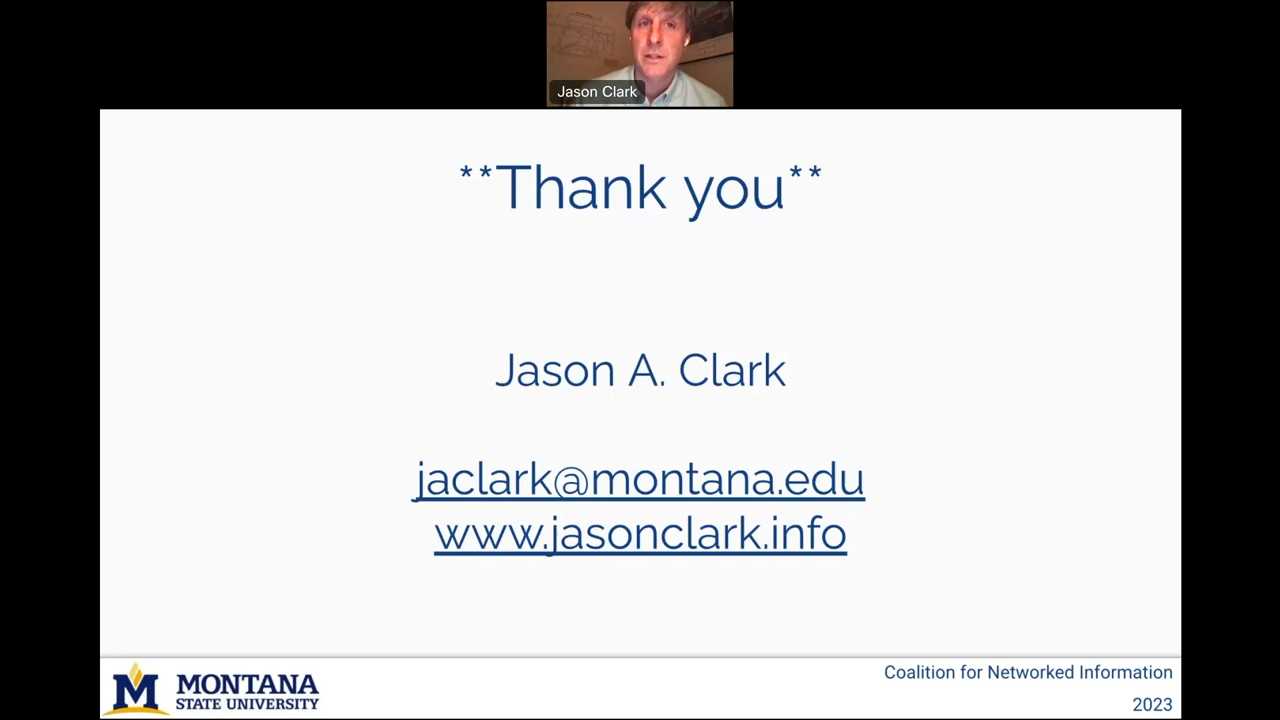 Jason Clark
**Thank you**
Jason A. Clark
jaclark@montana.edu
www.jasonclark.info
MONTANA
STATE UNIVERSITY
Coalition for Networked Information
2023